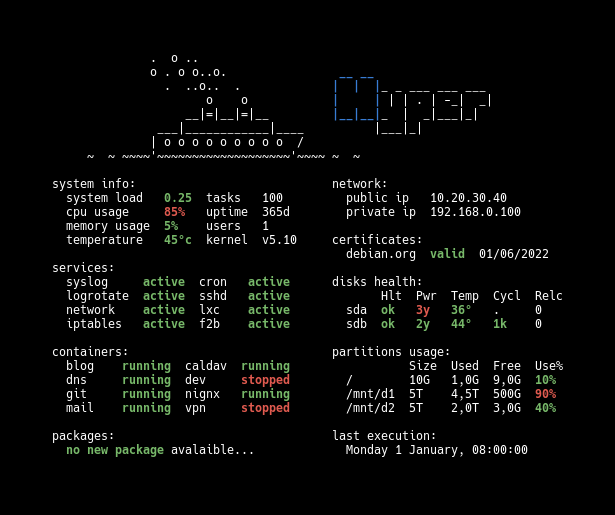 system info:
system load 0.25 tasks 100
cpu usage 85% uptime 365d
memory usage 5% users 1
temperature 45°c kernel v5.10
services:
syslog active cron active
logrotate active sshd active
network active lxc active
iptables active f2b active
containers:
blog running caldav running
dns running dev stopped
git running nignx running
mail running vpn stopped
packages:
no new package avalaible...
network:
public ip 10.20.30.40
private ip 192.168.0.100
certificates:
debian.org valid 01/06/2022
disks health:
Hlt Pwr Temp Cycl Relc
sda ok 3y 36° . 0
sdb ok 2y 44° 1k 0
partitions usage:
Size Used Free Use%
/ 10G 1,0G 9,0G 10%
/mnt/d1 5T 4,5T 500G 90%
/mnt/d2 5T 2,0T 3,0G 40%
last execution:
Monday 1 January, 08:00:00